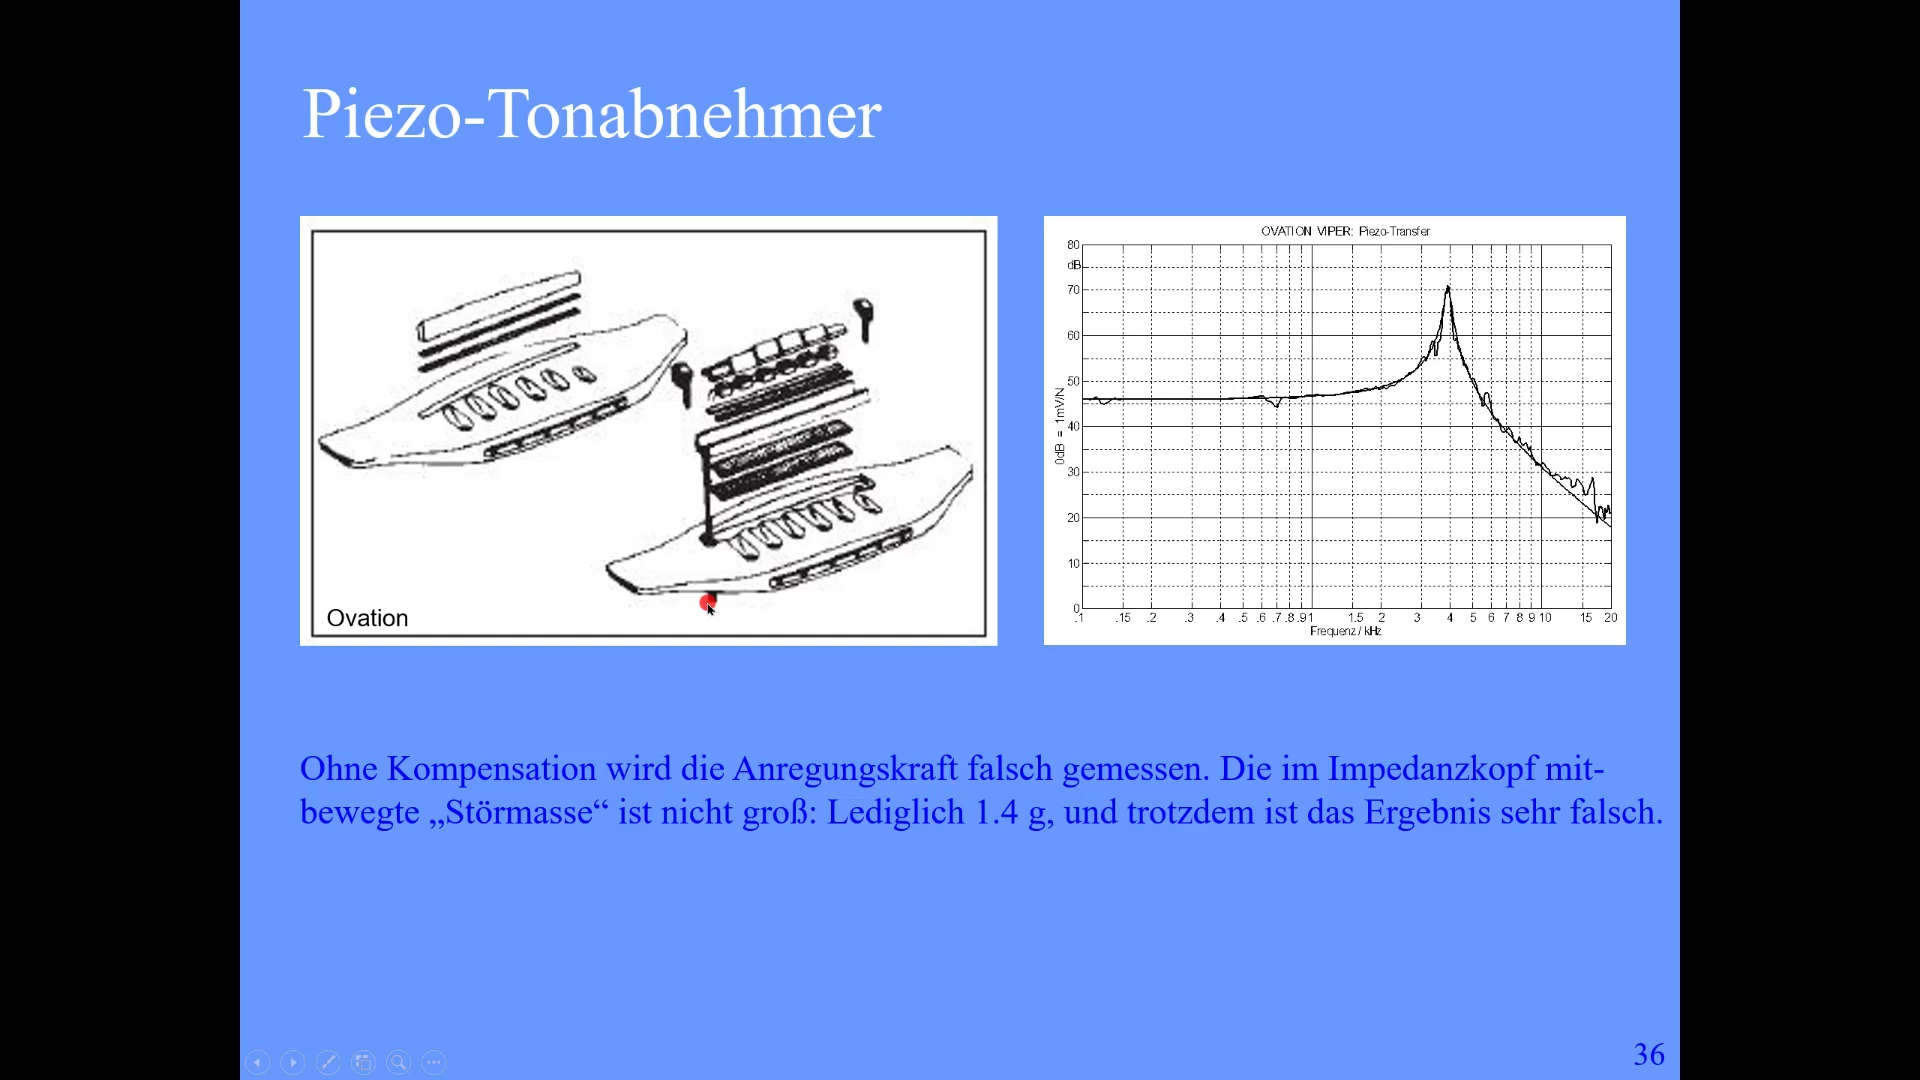 Piezo-Tonabnehmer
Ovation
OVATION VIPER: Piezo-Transfer
80
dB
70
60
50
40
30
20
10
0
0dB = 1mV/N
.1 .15 .2 .3 .4 .5 .6 .7 .8 .9 1 1.5 2 3 4 5 6 7 8 9 10 15 20
Frequenz / kHz
Ohne Kompensation wird die Anregungskraft falsch gemessen. Die im Impedanzkopf mit-
bewegte „Störmasse“ ist nicht groß: Lediglich 1.4 g, und trotzdem ist das Ergebnis sehr falsch.
36